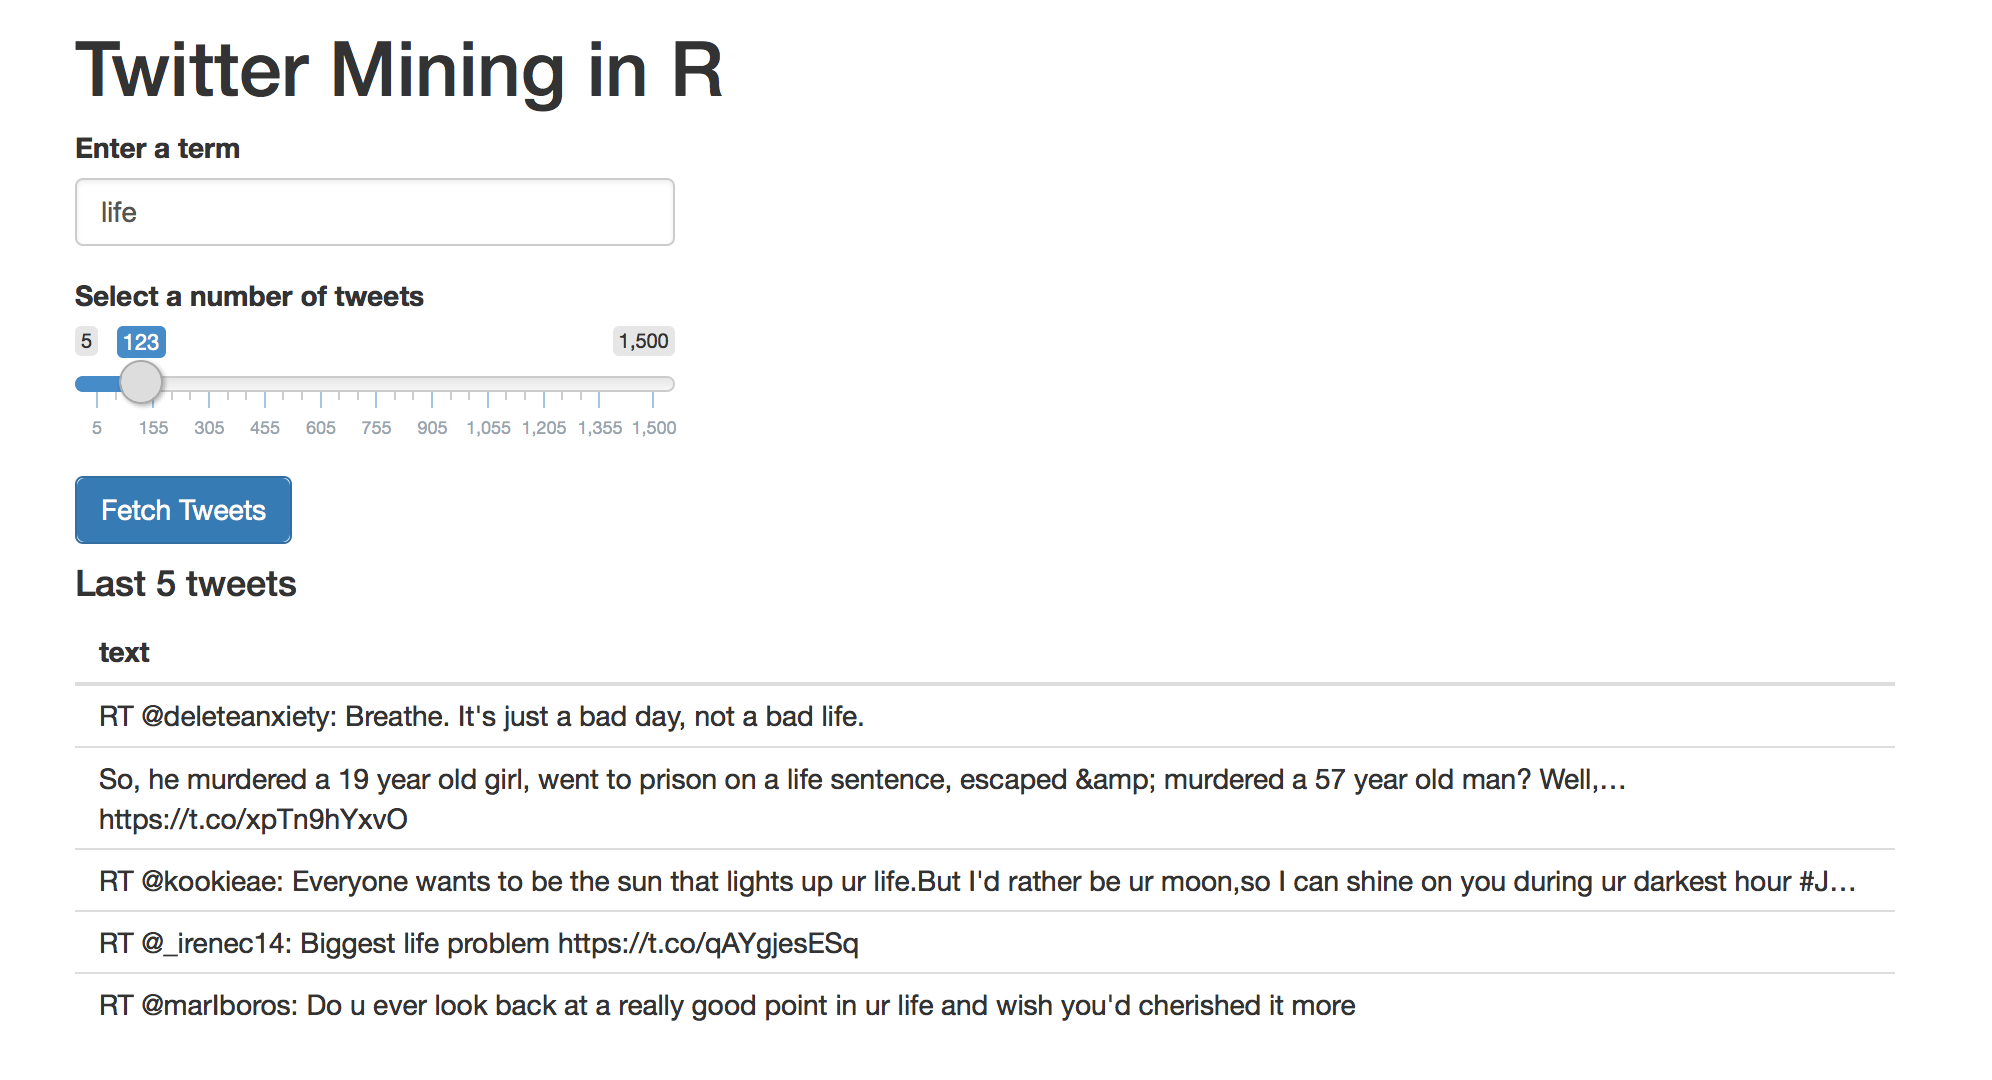 Twitter Mining in R
Enter a term
life
Select a number of tweets
5 123 1,500
5 155 305 455 605 755 905 1,055 1,205 1,355 1,500
Fetch Tweets
Last 5 tweets
text
RT @deleteanxiety: Breathe. It's just a bad day, not a bad life.
So, he murdered a 19 year old girl, went to prison on a life sentence, escaped &amp; murdered a 57 year old man? Well,…
https://t.co/xpTn9hYxvO
RT @kookieae: Everyone wants to be the sun that lights up ur life.But I'd rather be ur moon,so I can shine on you during ur darkest hour #J…
RT @_irenec14: Biggest life problem https://t.co/qAYgjesESq
RT @marlboros: Do u ever look back at a really good point in ur life and wish you'd cherished it more